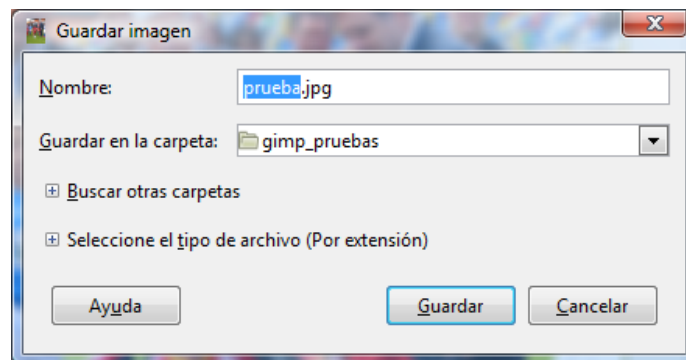 Guardar imagen
Nombre: prueba.jpg
Guardar en la carpeta: gimp_pruebas
Buscar otras carpetas
Seleccione el tipo de archivo (Por extensión)
Ayuda Guardar Cancelar